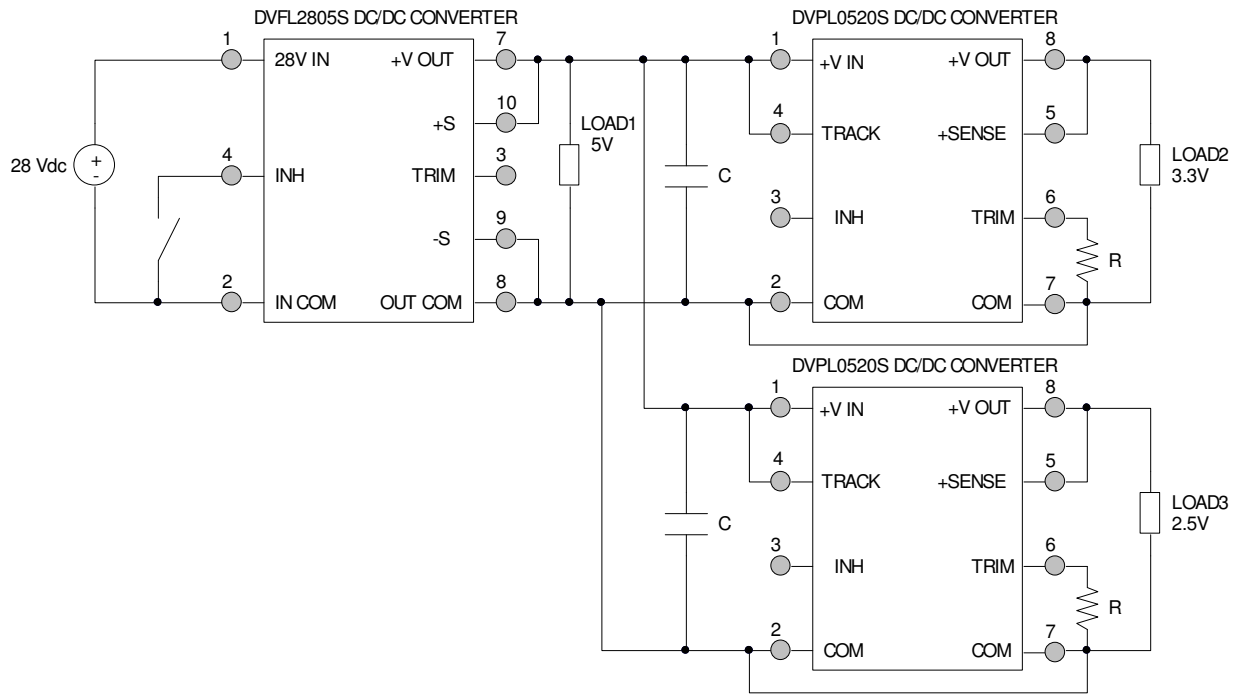 DVFL2805S DC/DC CONVERTER
1
28V IN
+V OUT
7
10
+S
28 Vdc
+
-
4
INH
TRIM
3
9
-S
2
IN COM
OUT COM
8
LOAD1
5V
C
DVPL0520S DC/DC CONVERTER
1
+V IN
+V OUT
8
4
TRACK
+SENSE
5
3
INH
TRIM
6
R
2
COM
COM
7
LOAD2
3.3V
DVPL0520S DC/DC CONVERTER
1
+V IN
+V OUT
8
4
TRACK
+SENSE
5
C
3
INH
TRIM
6
R
2
COM
COM
7
LOAD3
2.5V